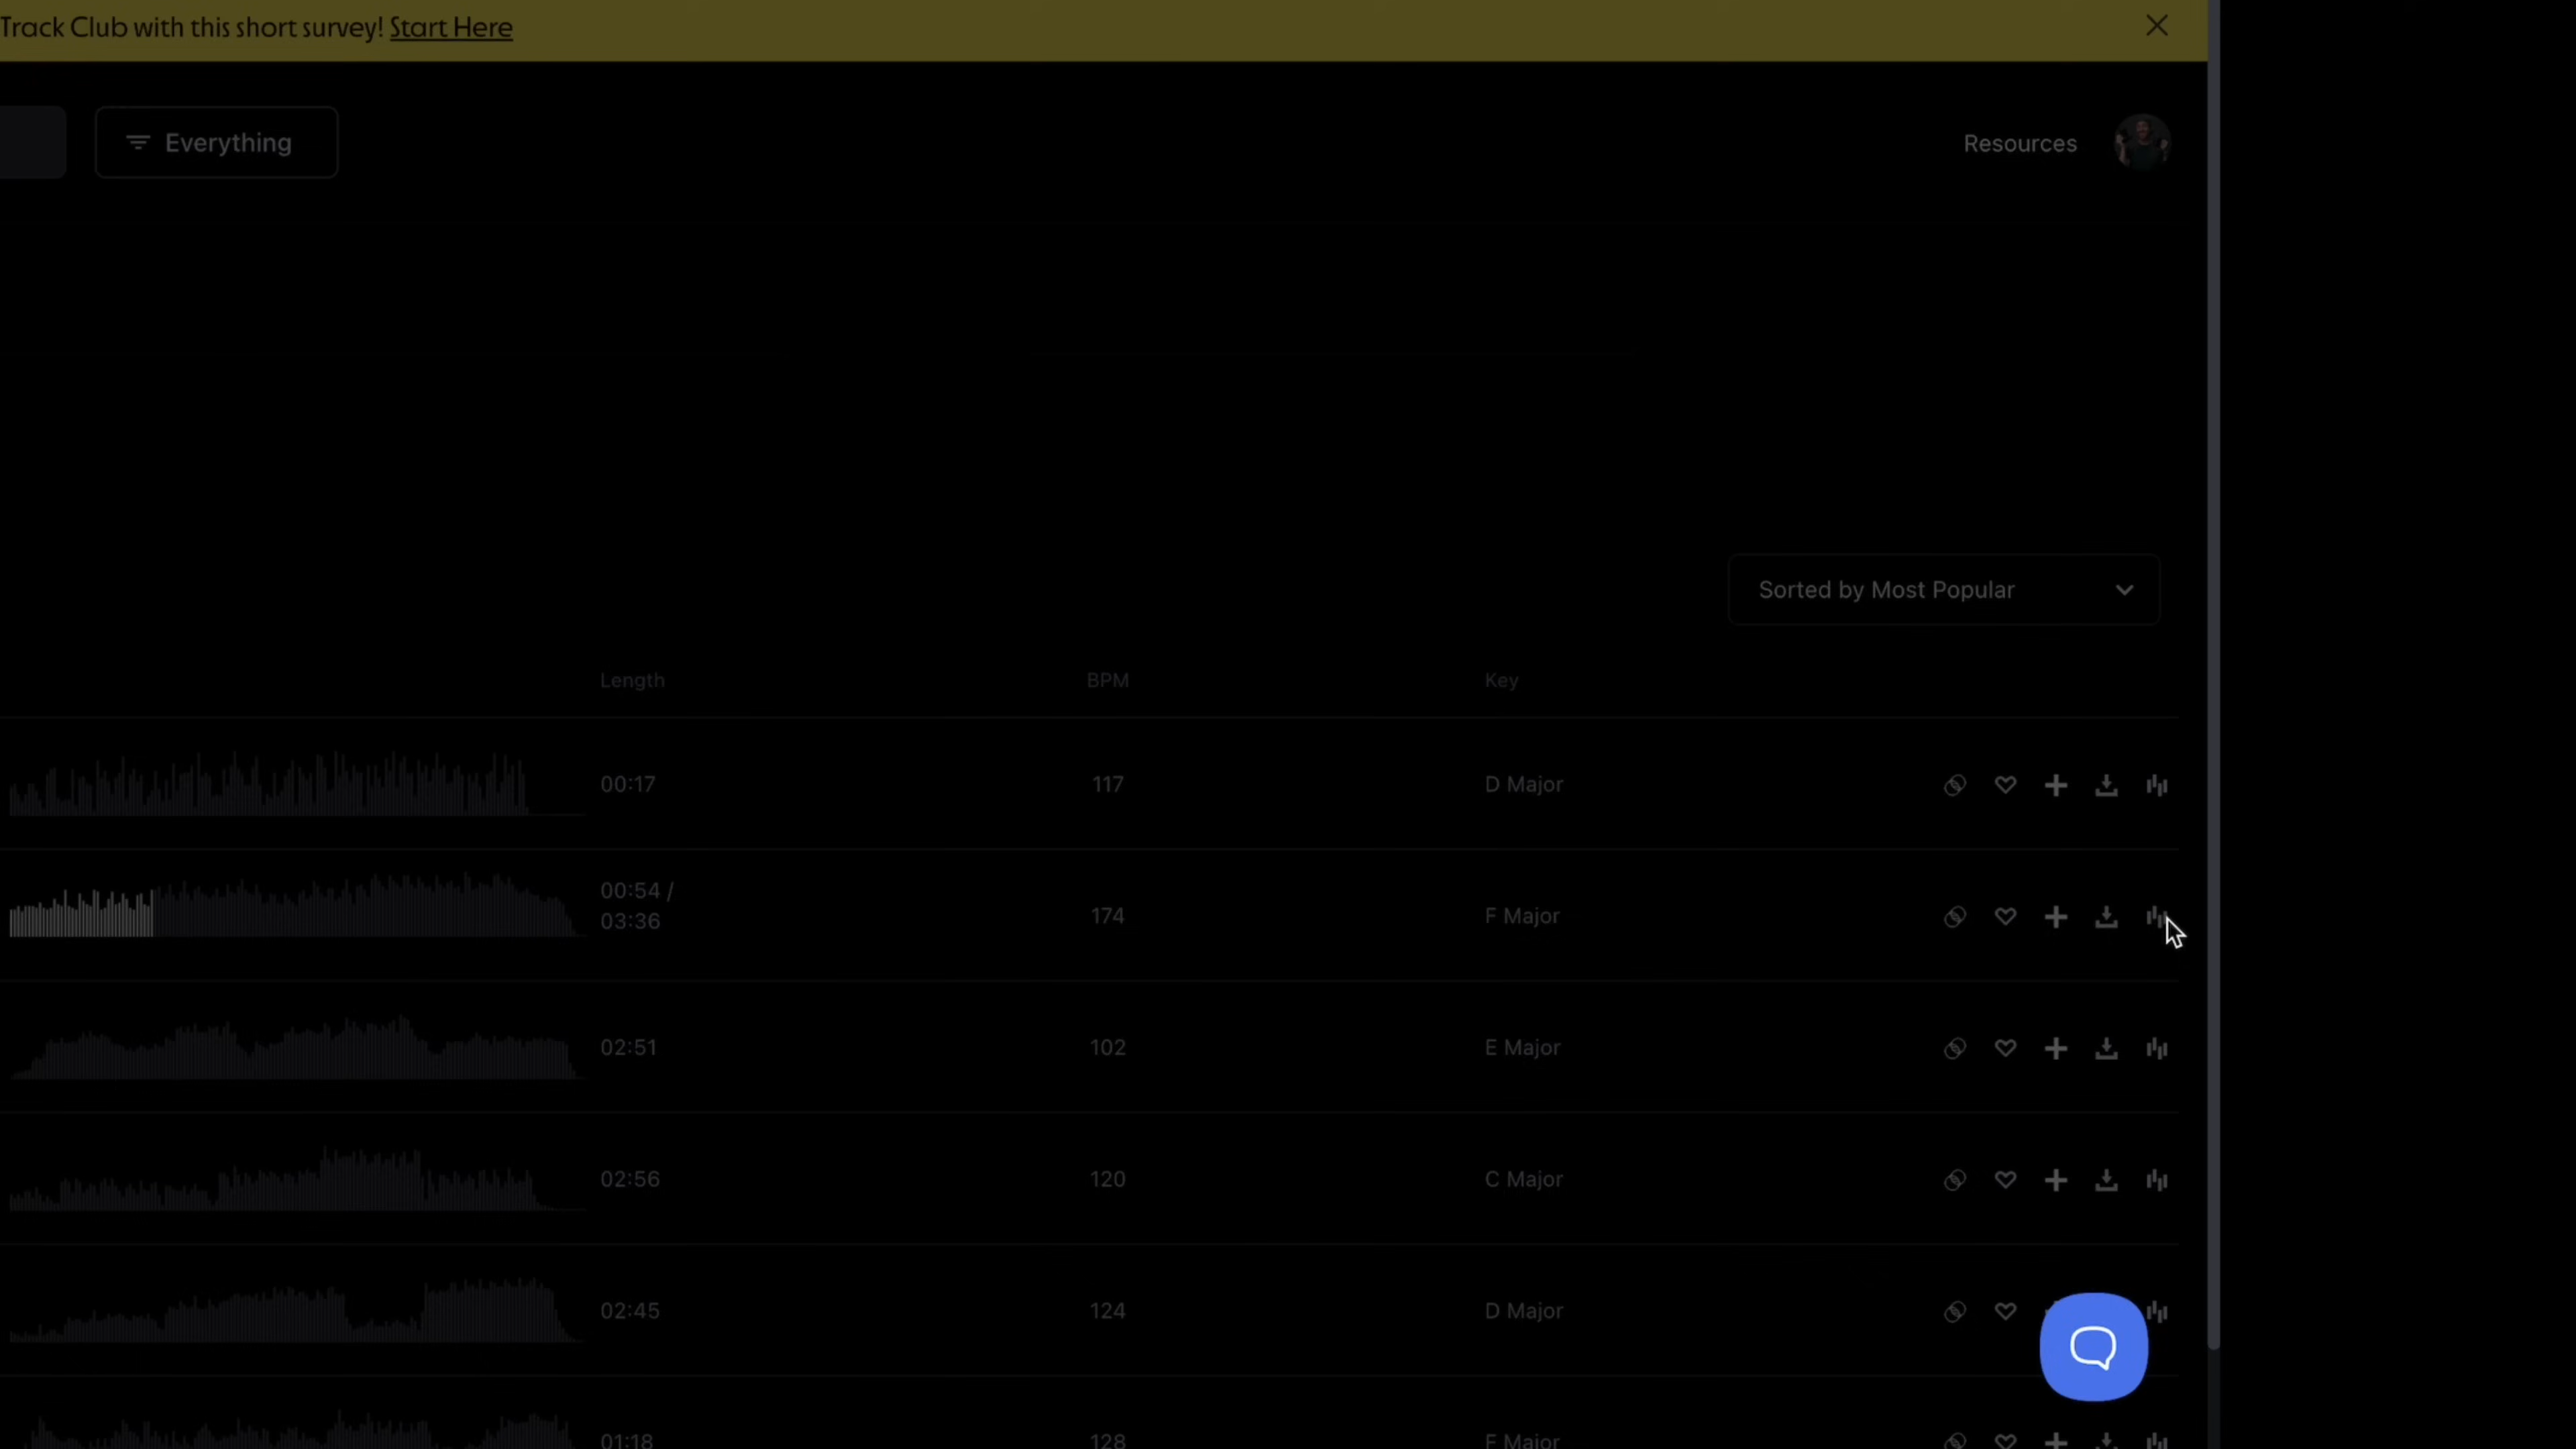 Track Club with this short survey! Start Here
Everything
Resources
Sorted by Most Popular
Length BPM Key
00:17 117 D Major
00:54 /
03:36 174 F Major
02:51 102 E Major
02:56 120 C Major
02:45 124 D Major
01:18 128 F Major